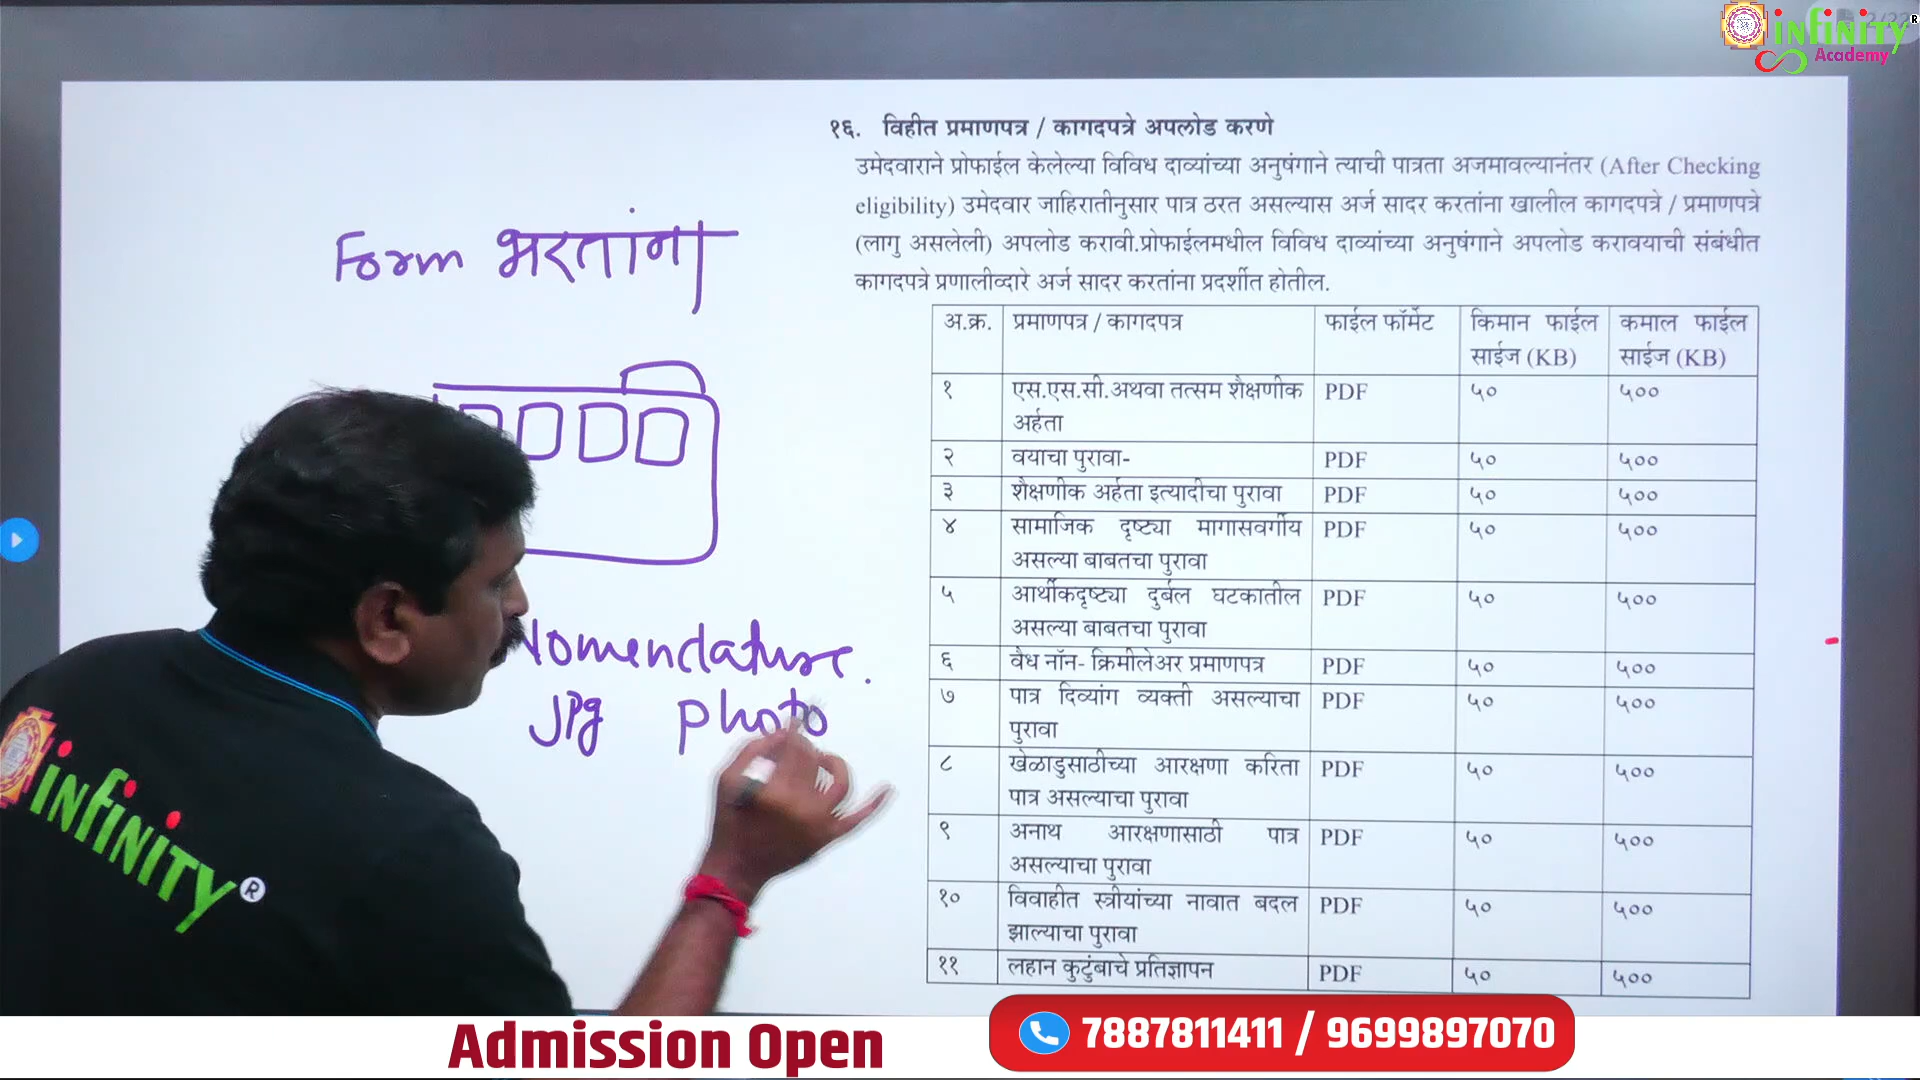 infinity
Academy
Form भरतांना
Nomenclature.
Jpg photo
infinity
१६. विहीत प्रमाणपत्र / कागदपत्रे अपलोड करणे
उमेदवाराने प्रोफाईल केलेल्या विविध दाव्यांच्या अनुषंगाने त्याची पात्रता अजमावल्यानंतर (After Checking
eligibility) उमेदवार जाहिरातीनुसार पात्र ठरत असल्यास अर्ज सादर करतांना खालील कागदपत्रे / प्रमाणपत्रे
(लागु असलेली) अपलोड करावी.प्रोफाईलमधील विविध दाव्यांच्या अनुषंगाने अपलोड करावयाची संबंधीत
कागदपत्रे प्रणालीव्दारे अर्ज सादर करतांना प्रदर्शीत होतील.
अ.क्र. प्रमाणपत्र / कागदपत्र फाईल फॉर्मेट किमान फाईल साईज (KB) कमाल फाईल साईज (KB)
१ एस.एस.सी.अथवा तत्सम शैक्षणीक अर्हता PDF ५० ५००
२ वयाचा पुरावा- PDF ५० ५००
३ शैक्षणीक अर्हता इत्यादीचा पुरावा PDF ५० ५००
४ सामाजिक दृष्ट्या मागासवर्गीय असल्या बाबतचा पुरावा PDF ५० ५००
५ आर्थीकदृष्ट्या दुर्बल घटकातील असल्या बाबतचा पुरावा PDF ५० ५००
६ वैध नॉन- क्रिमीलेअर प्रमाणपत्र PDF ५० ५००
७ पात्र दिव्यांग व्यक्ती असल्याचा पुरावा PDF ५० ५००
८ खेळाडुसाठीच्या आरक्षणा करिता पात्र असल्याचा पुरावा PDF ५० ५००
९ अनाथ आरक्षणासाठी पात्र असल्याचा पुरावा PDF ५० ५००
१० विवाहीत स्त्रीयांच्या नावात बदल झाल्याचा पुरावा PDF ५० ५००
११ लहान कुटुंबाचे प्रतिज्ञापन PDF ५० ५००
Admission Open
7887811411 / 9699897070